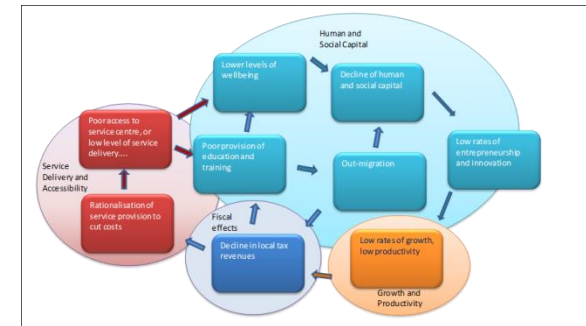 Human and
Social Capital
Lower levels of
wellbeing
Decline of human
and social capital
Poor access to
service centre, or
low level of service
delivery....
Poor provision of
education and
training
Out-migration
Low rates of
entrepreneurship
and Innovation
Service
Delivery and
Accessibility
Rationalisation of
service provision to
cut costs
Fiscal
effects
Decline in local tax
revenues
Low rates of growth,
low productivity
Growth and
Productivity